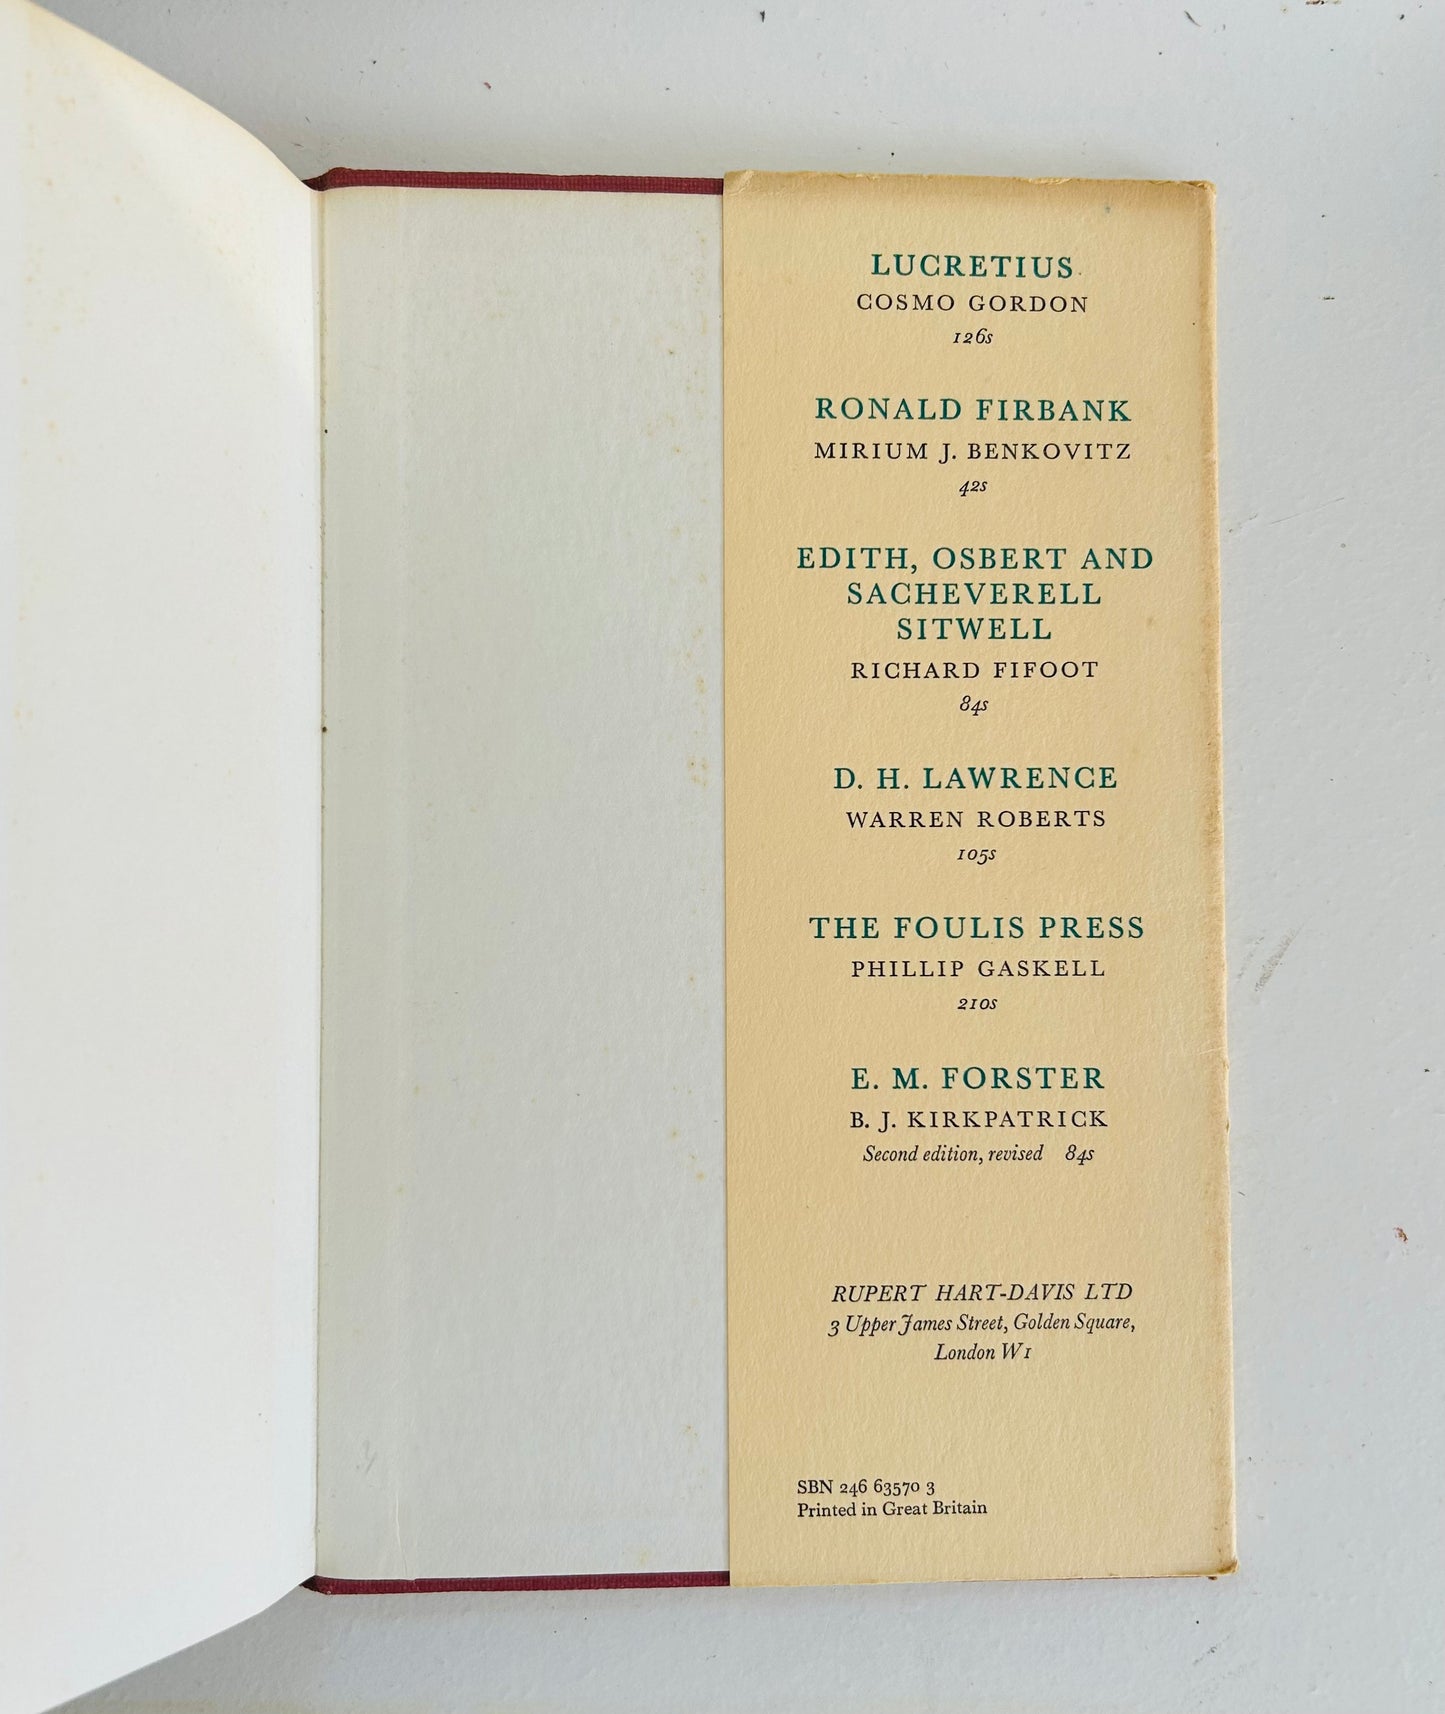 LUCRETIUS
COSMO GORDON
126s
RONALD FIRBANK
MIRIUM J. BENKOVITZ
42s
EDITH, OSBERT AND
SACHEVERELL
SITWELL
RICHARD FIFOOT
84s
D. H. LAWRENCE
WARREN ROBERTS
105s
THE FOULIS PRESS
PHILLIP GASKELL
210s
E. M. FORSTER
B. J. KIRKPATRICK
Second edition, revised 84s
RUPERT HART-DAVIS LTD
3 Upper James Street, Golden Square,
London W1
SBN 246 63570 3
Printed in Great Britain